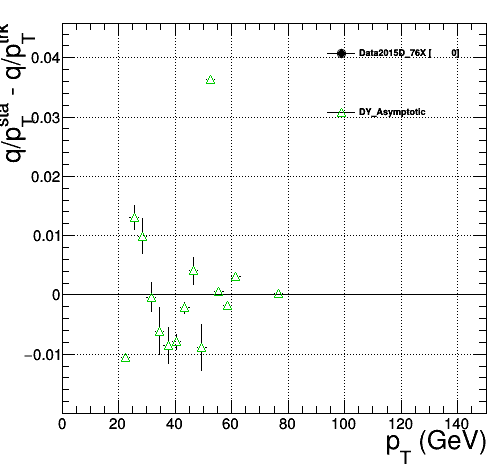 q/p_T^sta - q/p_T^trk
0.04
0.03
0.02
0.01
0
−0.01
Data2015D_76X [ 0]
DY_Asymptotic
0 20 40 60 80 100 120 140
p_T (GeV)